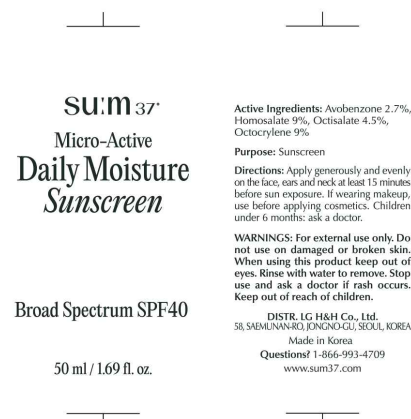 su:m 37°
Micro-Active
Daily Moisture
Sunscreen
Broad Spectrum SPF40
50 ml / 1.69 fl. oz.
Active Ingredients: Avobenzone 2.7%,
Homosalate 9%, Octisalate 4.5%,
Octocrylene 9%
Purpose: Sunscreen
Directions: Apply generously and evenly
on the face, ears and neck at least 15 minutes
before sun exposure. If wearing makeup,
use before applying cosmetics. Children
under 6 months: ask a doctor.
WARNINGS: For external use only. Do
not use on damaged or broken skin.
When using this product keep out of
eyes. Rinse with water to remove. Stop
use and ask a doctor if rash occurs.
Keep out of reach of children.
DISTR. LG H&H Co., Ltd.
58, SAEMUNAN-RO, JONGNO-GU, SEOUL, KOREA
Made in Korea
Questions? 1-866-993-4709
www.sum37.com